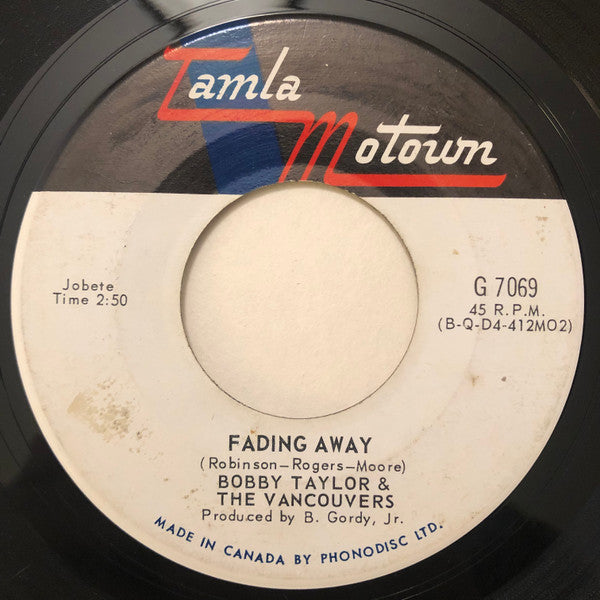 Tamla
Motown
Jobete
Time 2:50
G 7069
45 R.P.M.
(B-Q-D4-412MO2)
FADING AWAY
(Robinson—Rogers—Moore)
BOBBY TAYLOR &
THE VANCOUVERS
Produced by B. Gordy, Jr.
MADE IN CANADA BY PHONODISC LTD.